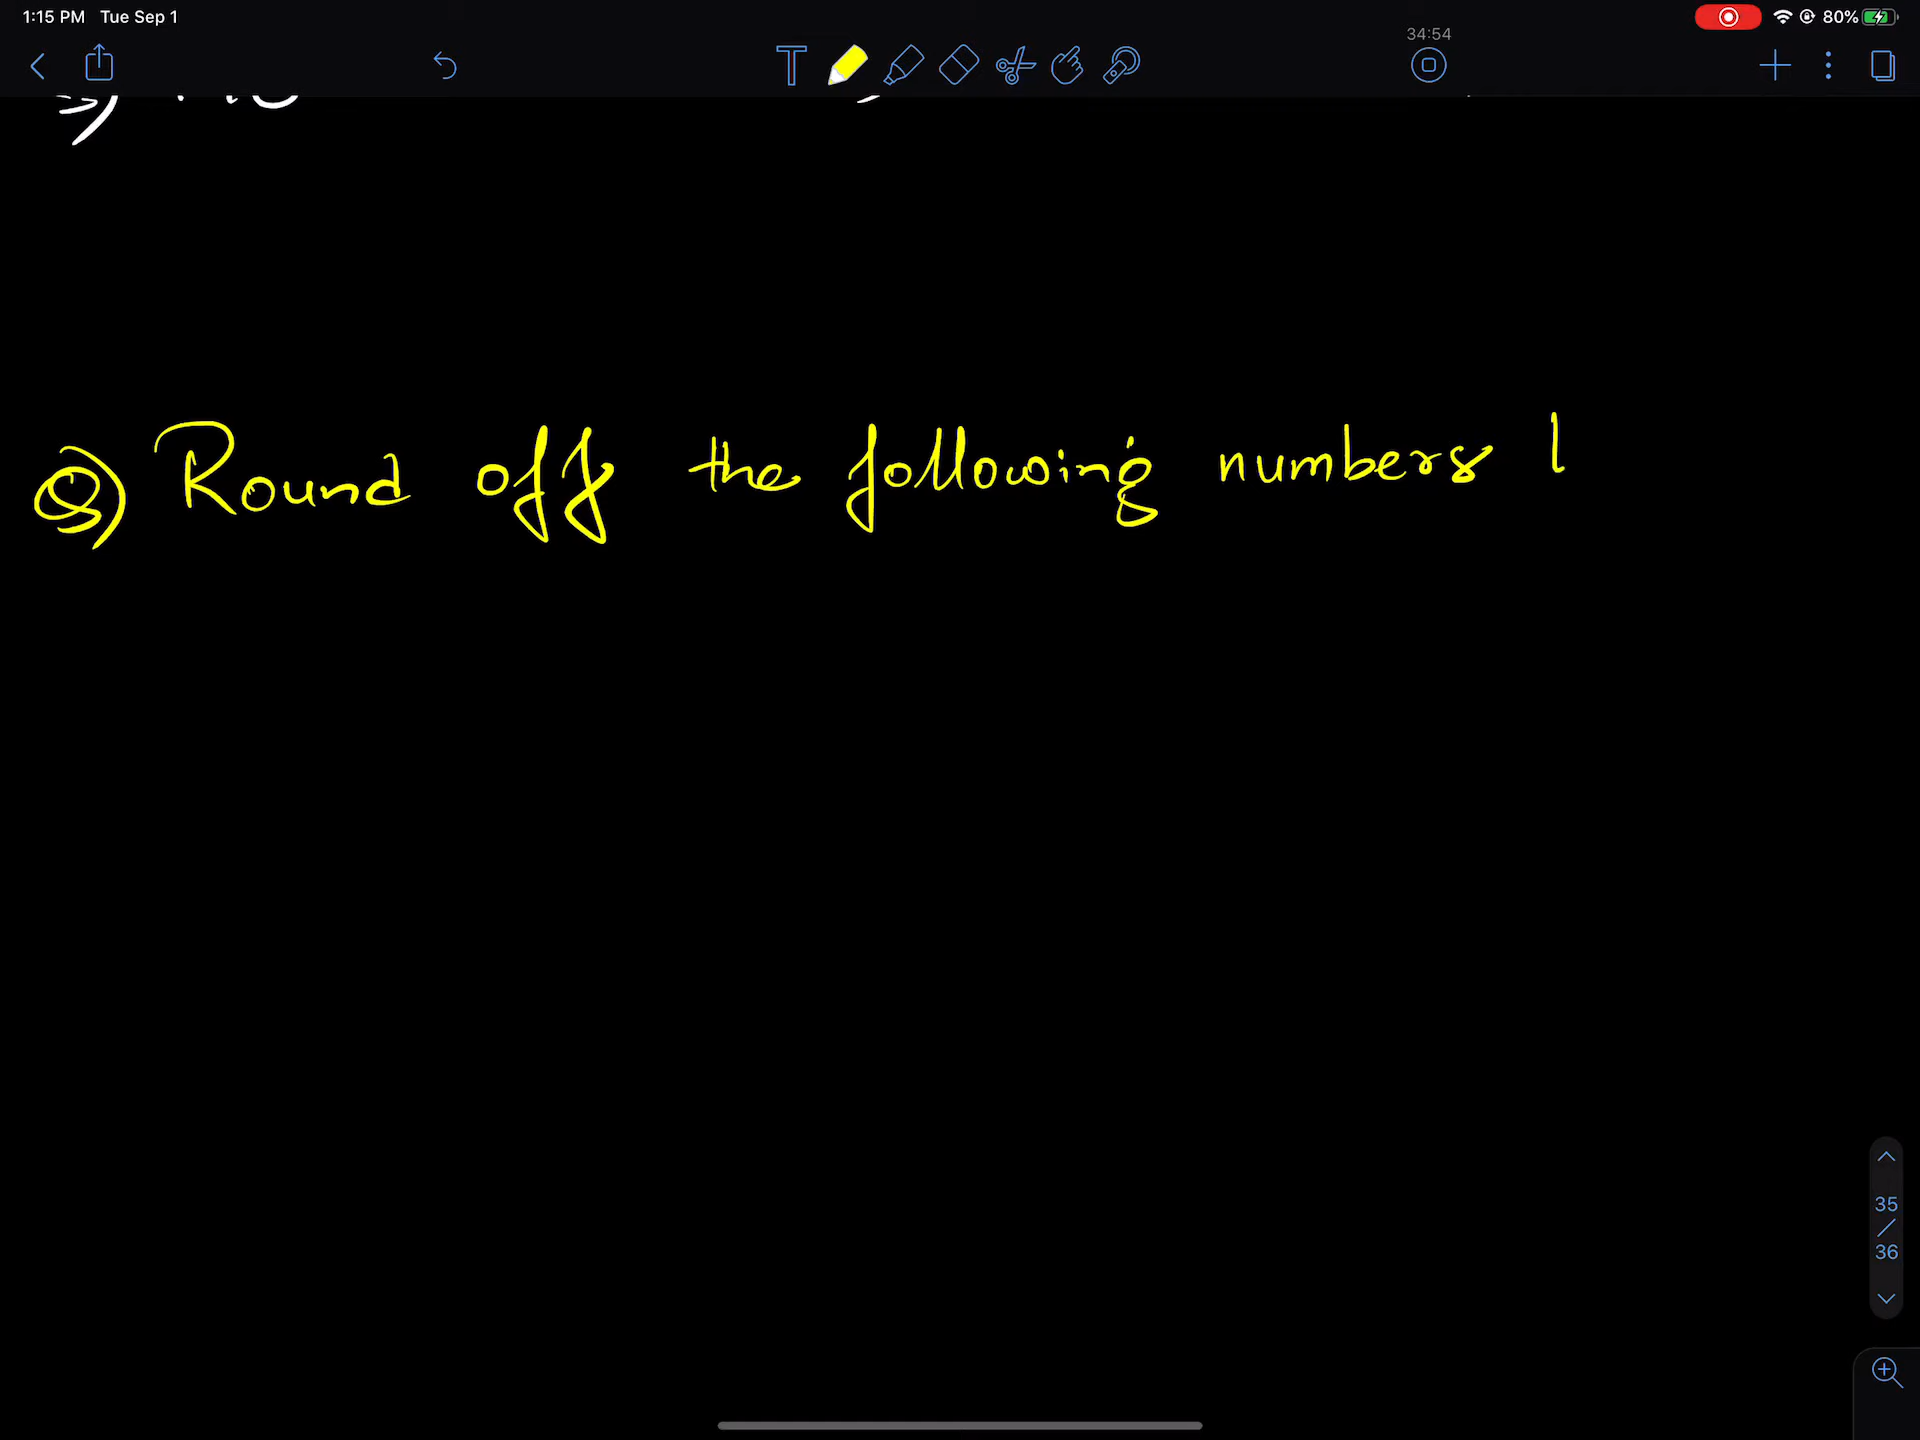 1:15 PM Tue Sep 1
80%
34:54
Q) Round off the following numbers
35
/
36